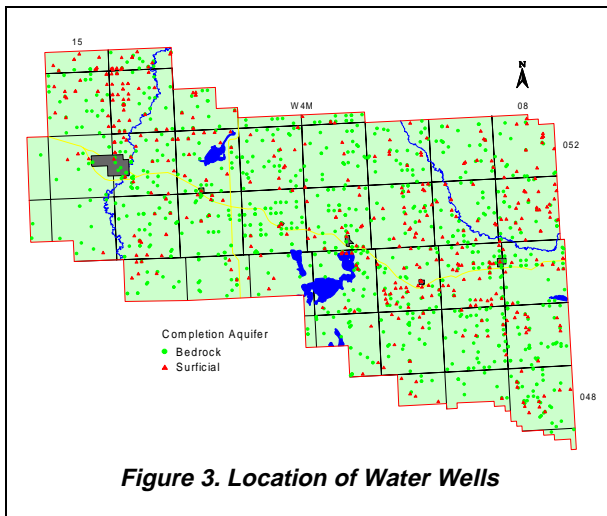 15
N
W4M
08
052
Completion Aquifer
Bedrock
Surficial
048
Figure 3. Location of Water Wells